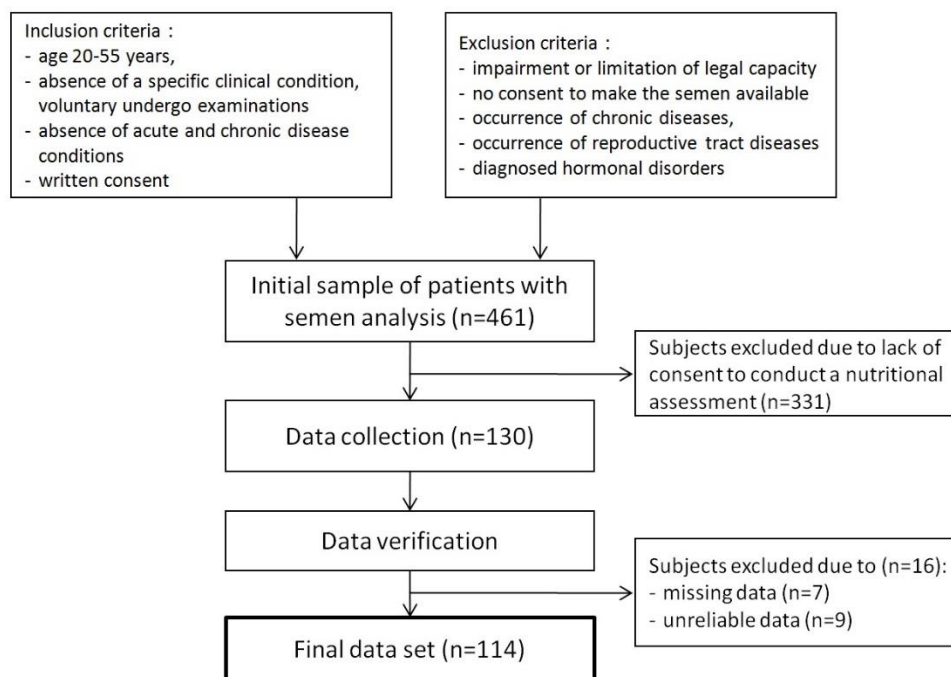 Inclusion criteria :
- age 20-55 years,
- absence of a specific clinical condition,
voluntary undergo examinations
- absence of acute and chronic disease
conditions
- written consent
Exclusion criteria :
- impairment or limitation of legal capacity
- no consent to make the semen available
- occurrence of chronic diseases,
- occurrence of reproductive tract diseases
- diagnosed hormonal disorders
Initial sample of patients with
semen analysis (n=461)
Subjects excluded due to lack of
consent to conduct a nutritional
assessment (n=331)
Data collection (n=130)
Data verification
Subjects excluded due to (n=16):
- missing data (n=7)
- unreliable data (n=9)
Final data set (n=114)